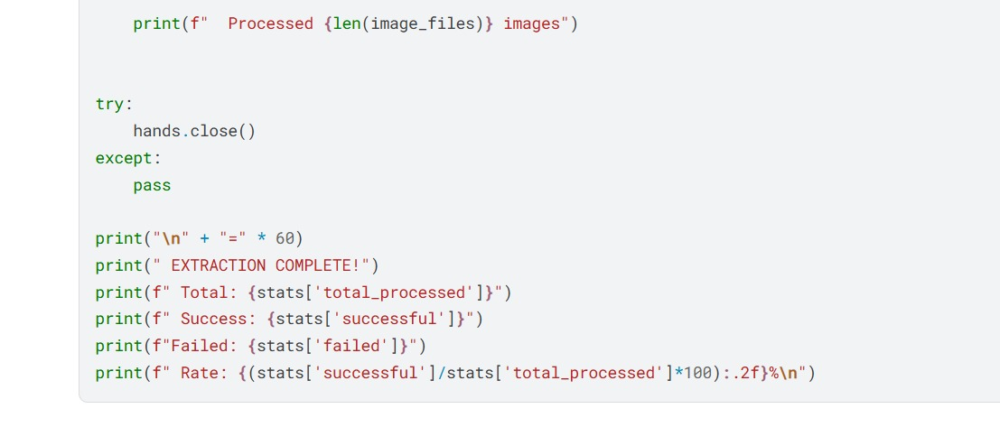 print(f"  Processed {len(image_files)} images")
try:
hands.close()
except:
pass
print("\n" + "=" * 60)
print(" EXTRACTION COMPLETE!")
print(f" Total: {stats['total_processed']}")
print(f" Success: {stats['successful']}")
print(f"Failed: {stats['failed']}")
print(f" Rate: {(stats['successful']/stats['total_processed']*100):.2f}%\n")